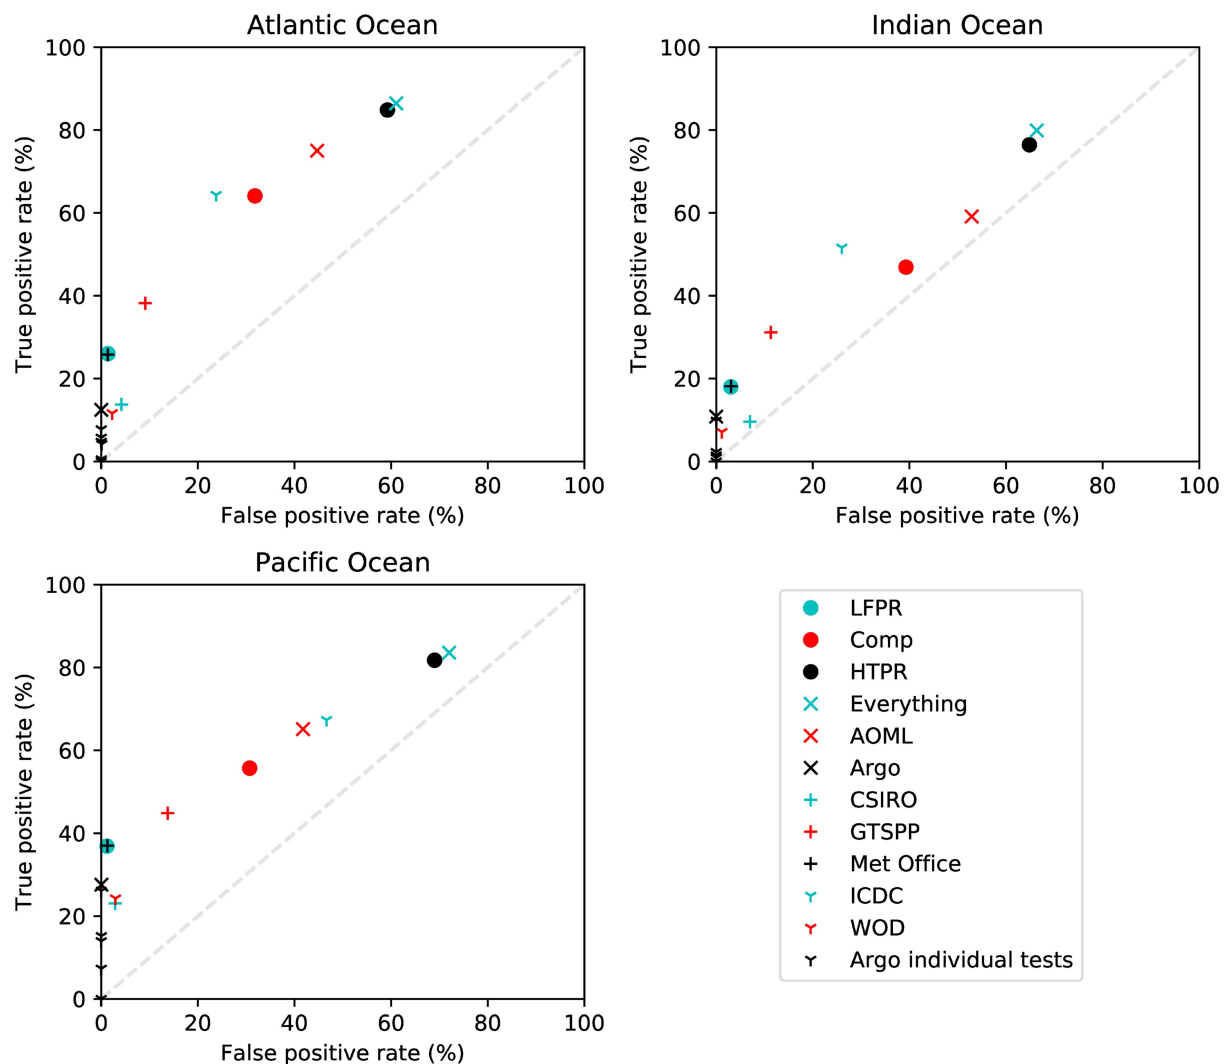 Atlantic Ocean
100
80
60
40
20
0
True positive rate (%)
0 20 40 60 80 100
False positive rate (%)
Indian Ocean
100
80
60
40
20
0
True positive rate (%)
0 20 40 60 80 100
False positive rate (%)
Pacific Ocean
100
80
60
40
20
0
True positive rate (%)
0 20 40 60 80 100
False positive rate (%)
LFPR
Comp
HTPR
Everything
AOML
Argo
CSIRO
GTSPP
Met Office
ICDC
WOD
Argo individual tests